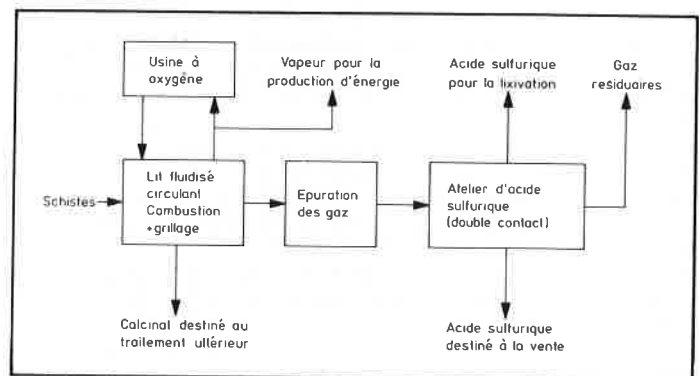 Usine à
oxygène
Vapeur pour la
production d'énergie
Acide sulfurique
pour la lixivation
Gaz
residuaires
Schistes
Lit fluidisé
circulant
Combustion
+grillage
Epuration
des gaz
Atelier d'acide
sulfurique
(double contact)
Calcinat destiné au
traitement ultérieur
Acide sulfurique
destiné à la vente